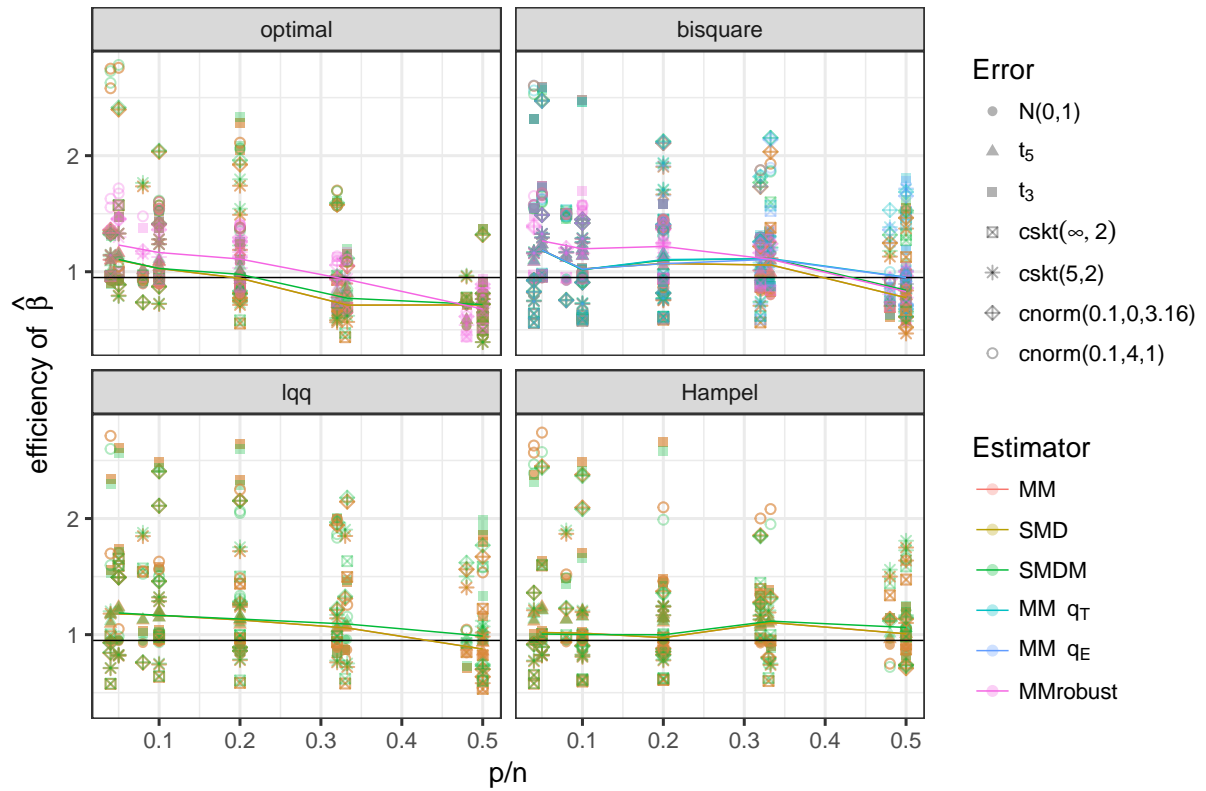 optimal
bisquare
2
1
lqq
Hampel
2
1
0.1 0.2 0.3 0.4 0.5
0.1 0.2 0.3 0.4 0.5
p/n
efficiency of β̂
Error
N(0,1)
t₅
t₃
cskt(∞, 2)
cskt(5,2)
cnorm(0.1,0,3.16)
cnorm(0.1,4,1)
Estimator
MM
SMD
SMDM
MM q_T
MM q_E
MMrobust